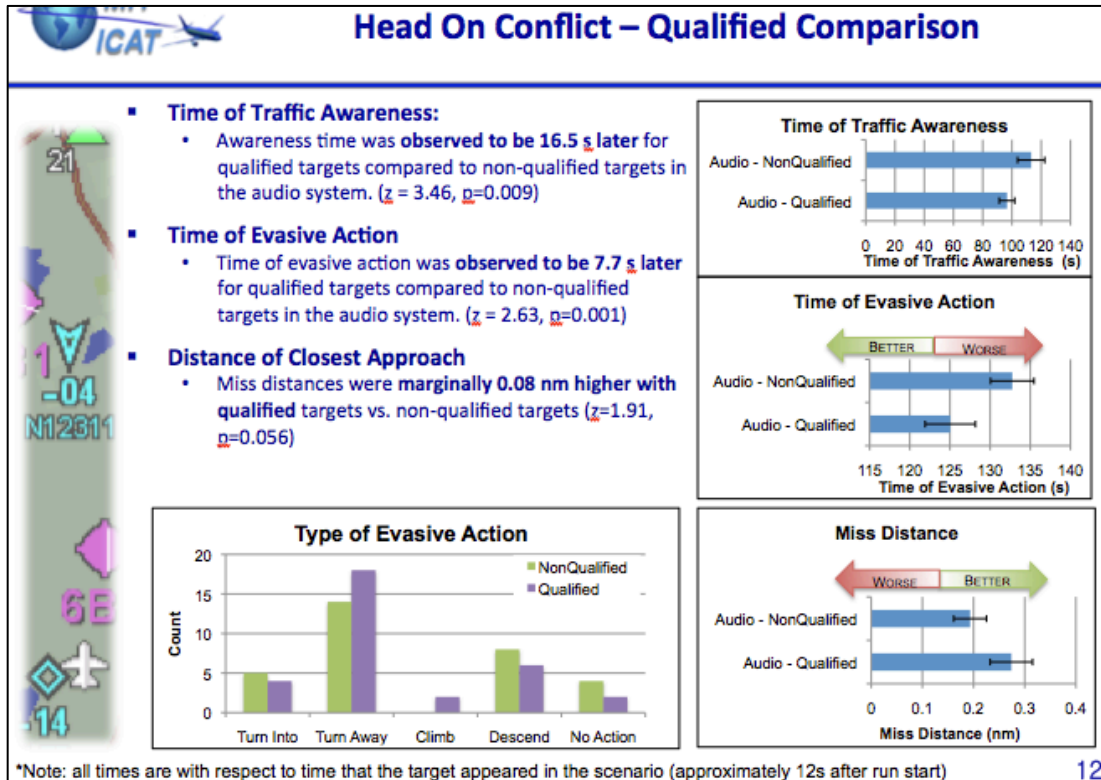 ICAT
Head On Conflict – Qualified Comparison
▪ Time of Traffic Awareness:
• Awareness time was observed to be 16.5 s later for
qualified targets compared to non-qualified targets in
the audio system. (z = 3.46, p=0.009)
▪ Time of Evasive Action
• Time of evasive action was observed to be 7.7 s later
for qualified targets compared to non-qualified
targets in the audio system. (z = 2.63, p=0.001)
▪ Distance of Closest Approach
• Miss distances were marginally 0.08 nm higher with
qualified targets vs. non-qualified targets (z=1.91,
p=0.056)
21
1
-04
N12311
6B
-14
Time of Traffic Awareness
Audio - NonQualified
Audio - Qualified
0 20 40 60 80 100 120 140
Time of Traffic Awareness (s)
Time of Evasive Action
BETTER WORSE
Audio - NonQualified
Audio - Qualified
115 120 125 130 135 140
Time of Evasive Action (s)
Type of Evasive Action
NonQualified
Qualified
Count
20
15
10
5
0
Turn Into Turn Away Climb Descend No Action
Miss Distance
WORSE BETTER
Audio - NonQualified
Audio - Qualified
0 0.1 0.2 0.3 0.4
Miss Distance (nm)
*Note: all times are with respect to time that the target appeared in the scenario (approximately 12s after run start)
12